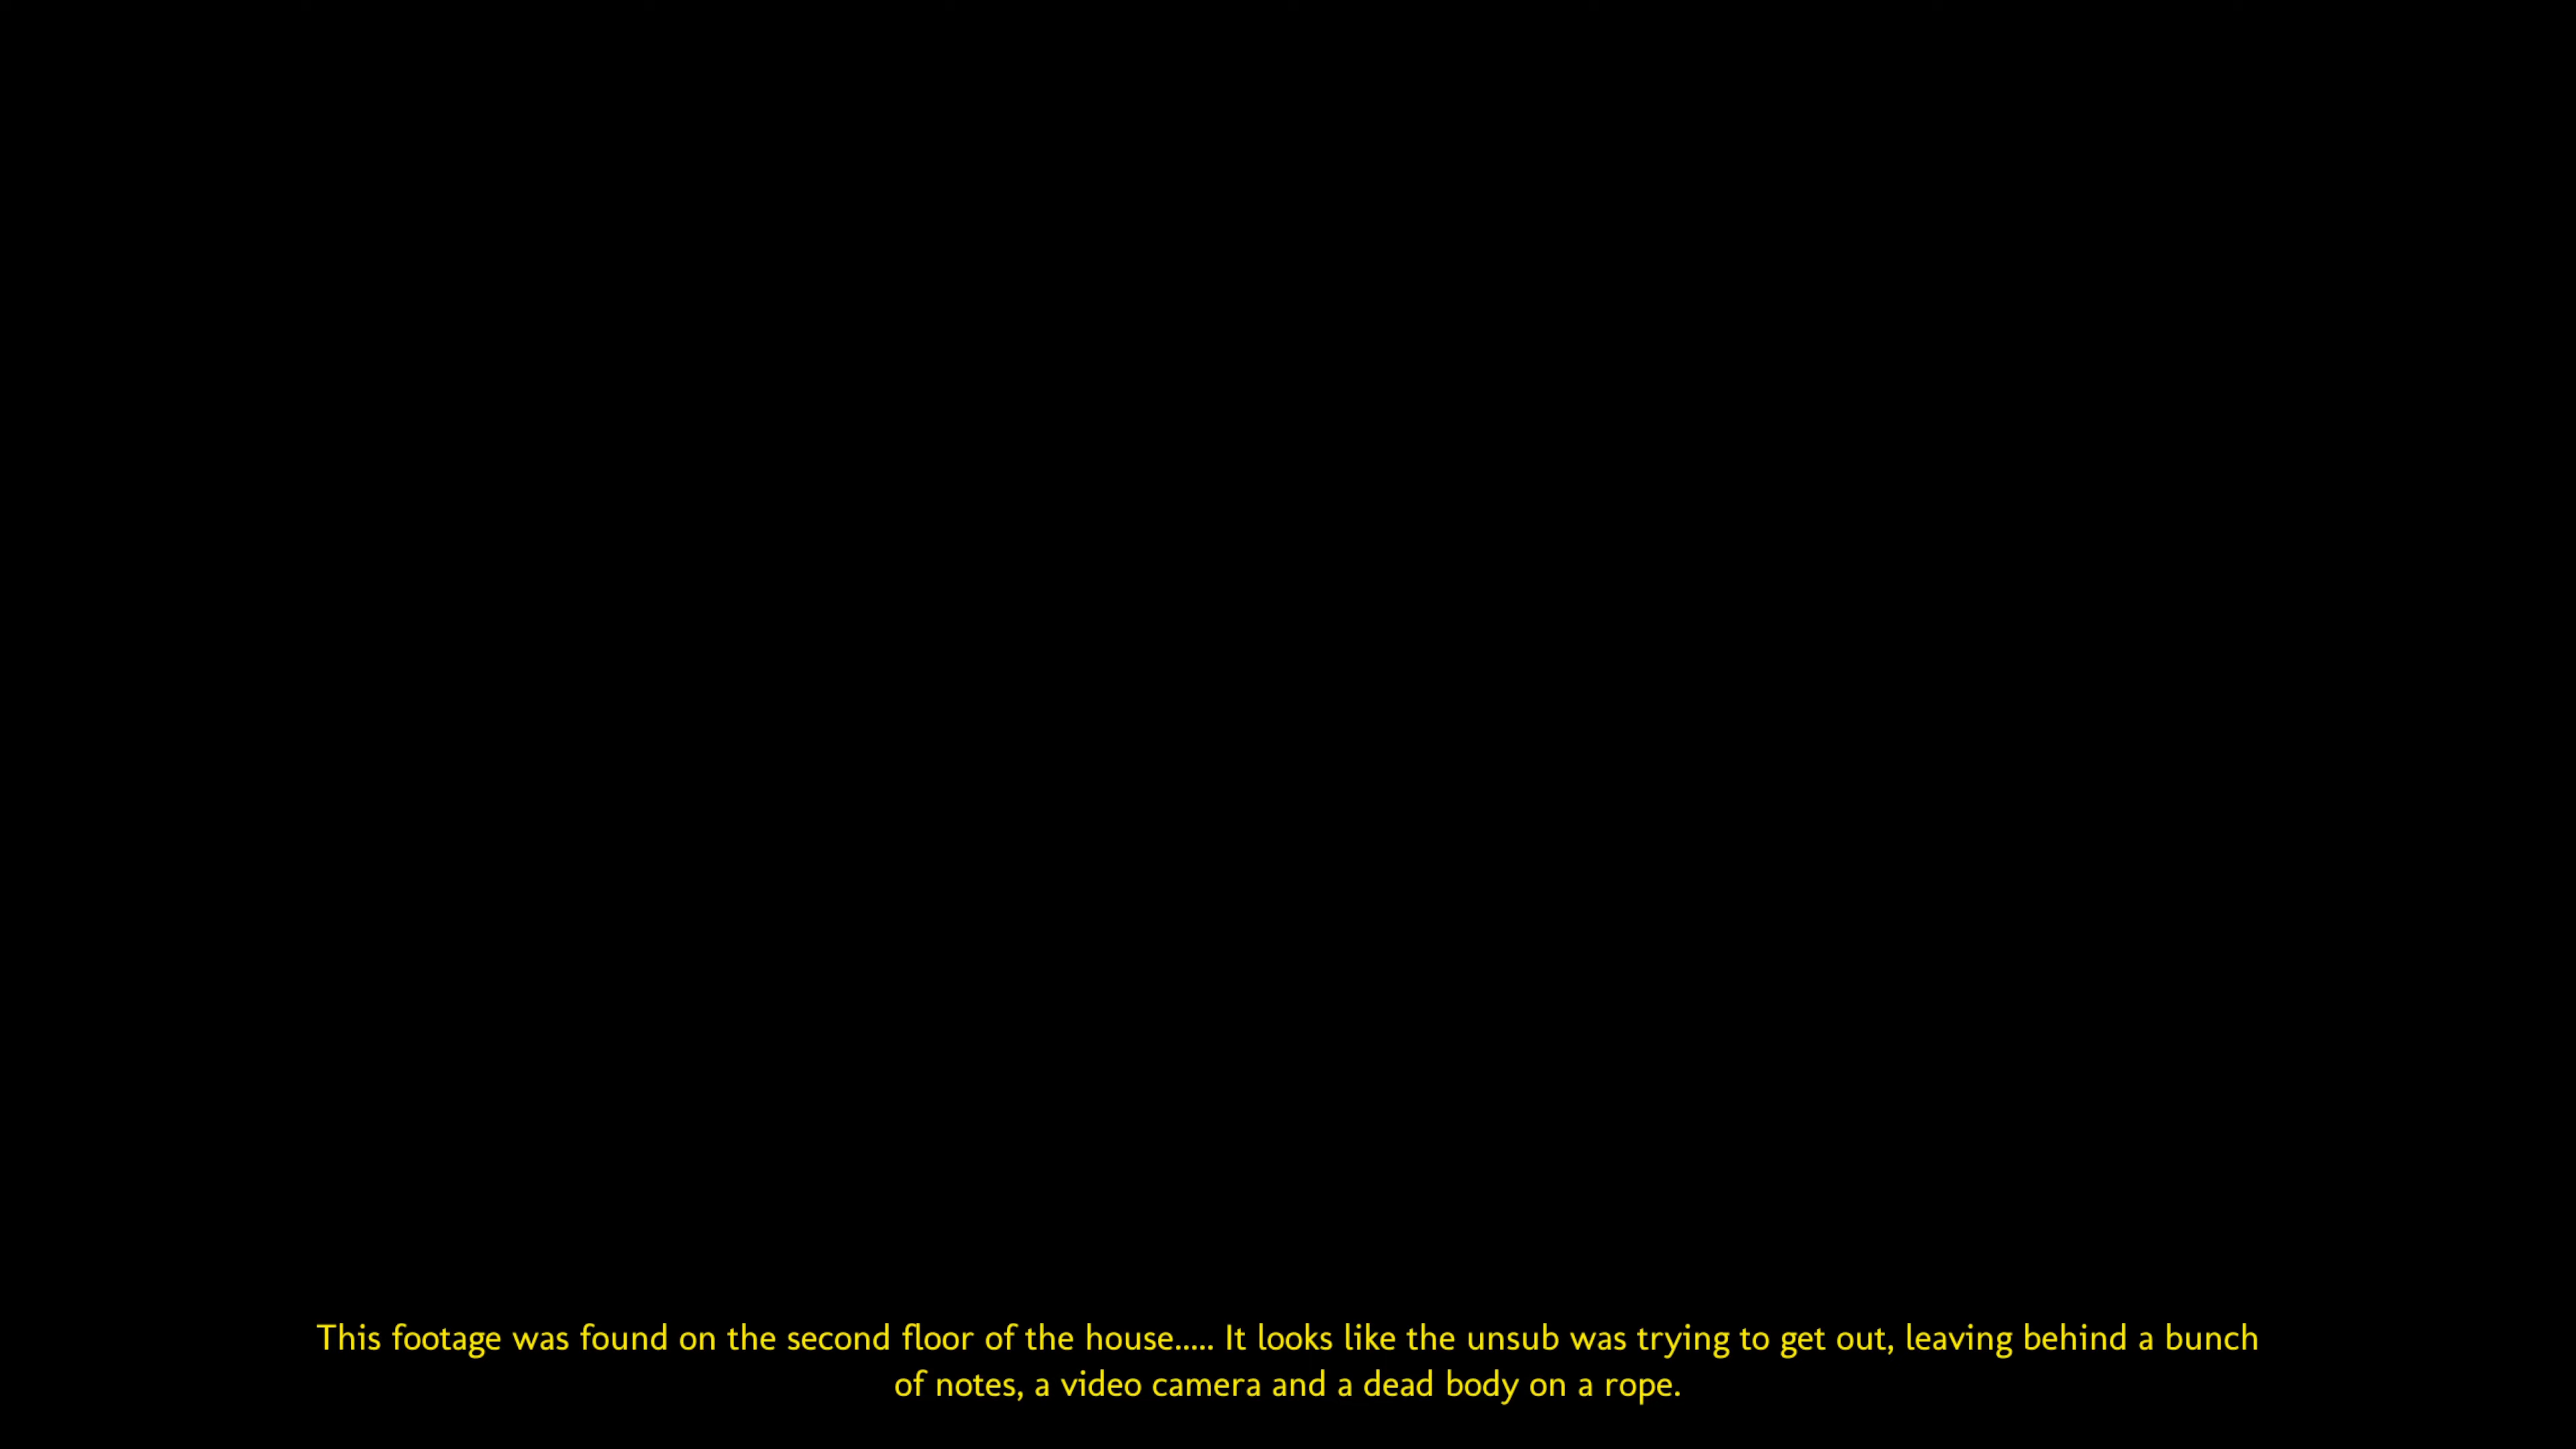 This footage was found on the second floor of the house..... It looks like the unsub was trying to get out, leaving behind a bunch
of notes, a video camera and a dead body on a rope.